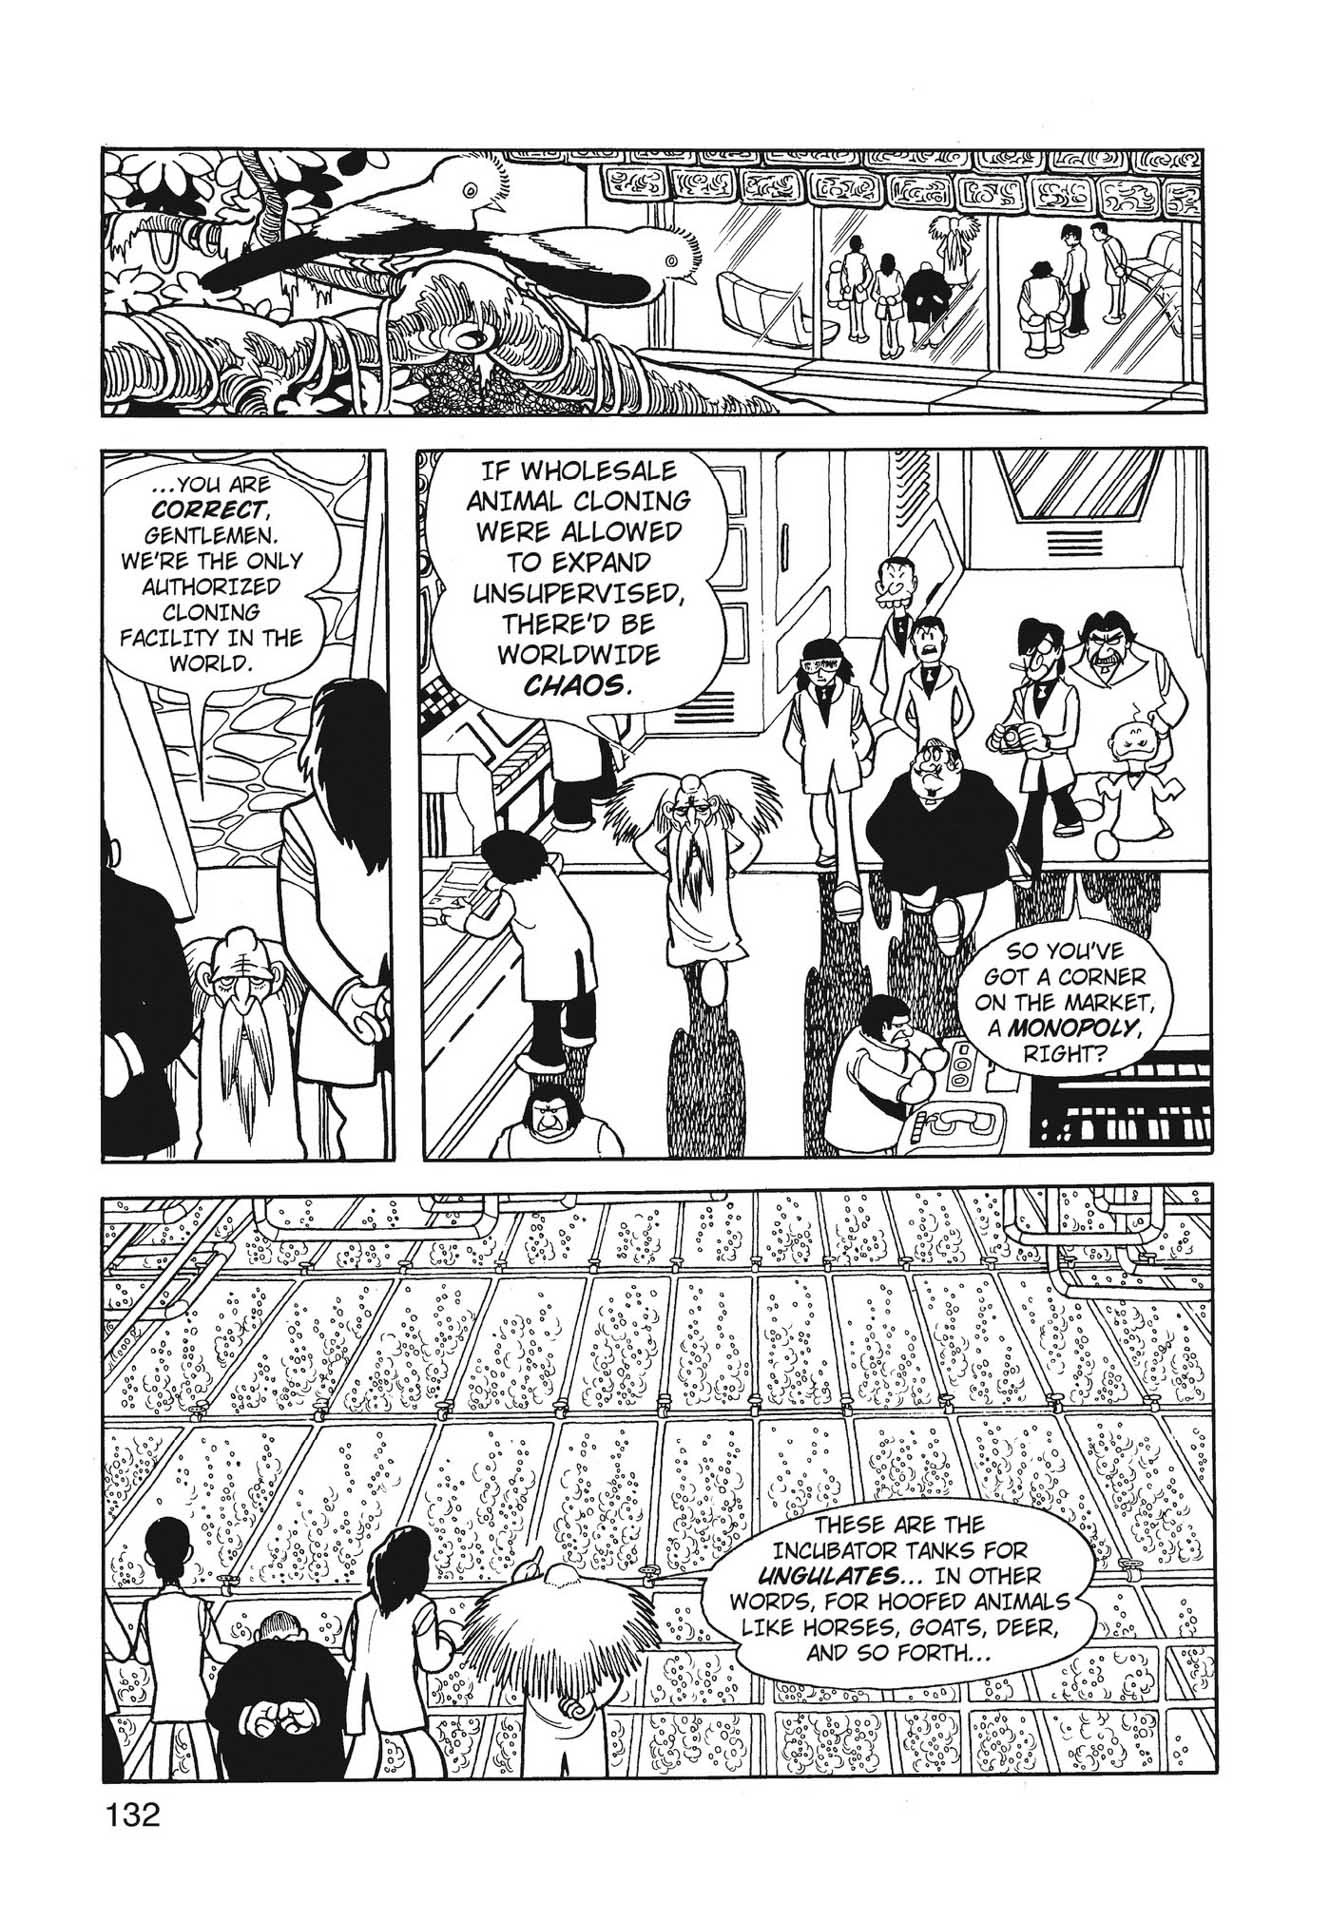 ...YOU ARE
CORRECT,
GENTLEMEN.
WE'RE THE ONLY
AUTHORIZED
CLONING
FACILITY IN THE
WORLD.
IF WHOLESALE
ANIMAL CLONING
WERE ALLOWED
TO EXPAND
UNSUPERVISED,
THERE'D BE
WORLDWIDE
CHAOS.
SO YOU'VE
GOT A CORNER
ON THE MARKET,
A MONOPOLY,
RIGHT?
THESE ARE THE
INCUBATOR TANKS FOR
UNGULATES... IN OTHER
WORDS, FOR HOOFED ANIMALS
LIKE HORSES, GOATS, DEER,
AND SO FORTH...
132